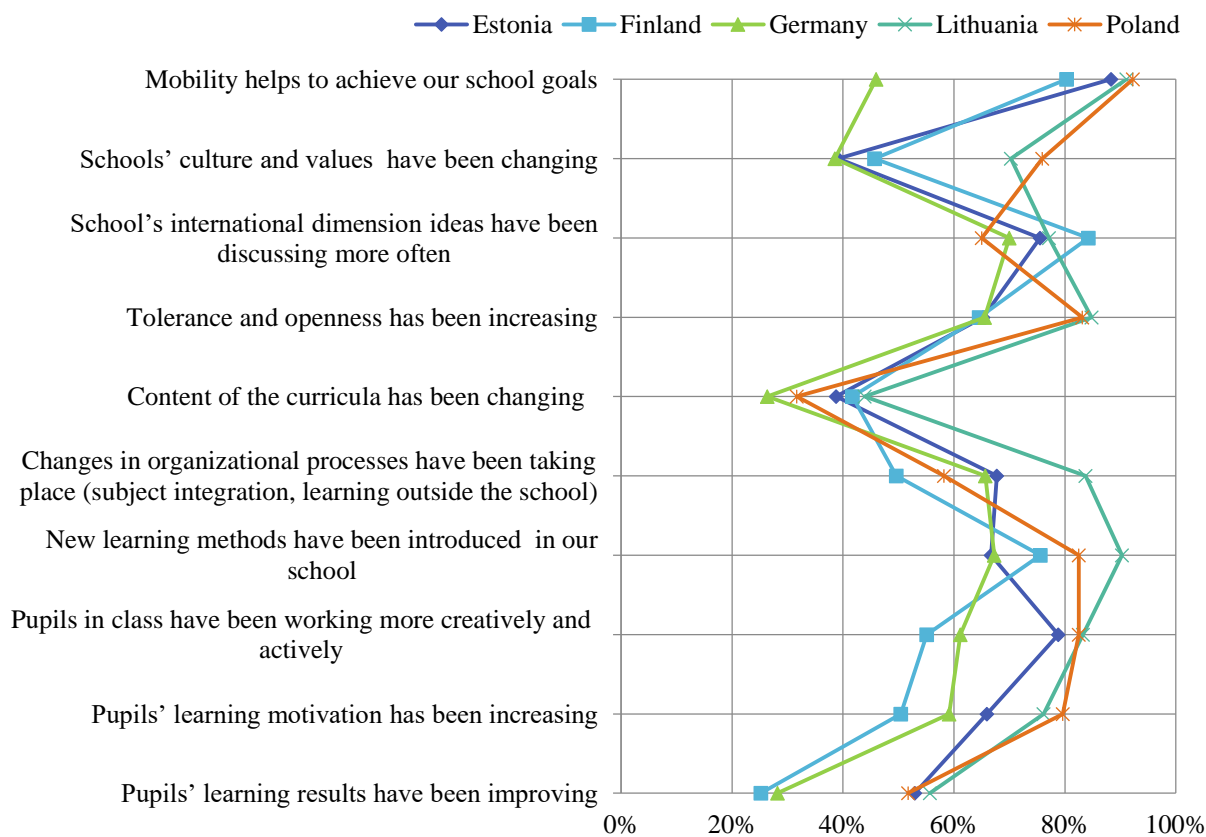 Estonia Finland Germany Lithuania Poland
Mobility helps to achieve our school goals
Schools’ culture and values  have been changing
School’s international dimension ideas have been
discussing more often
Tolerance and openness has been increasing
Content of the curricula has been changing
Changes in organizational processes have been taking
place (subject integration, learning outside the school)
New learning methods have been introduced  in our
school
Pupils in class have been working more creatively and
actively
Pupils’ learning motivation has been increasing
Pupils’ learning results have been improving
0% 20% 40% 60% 80% 100%